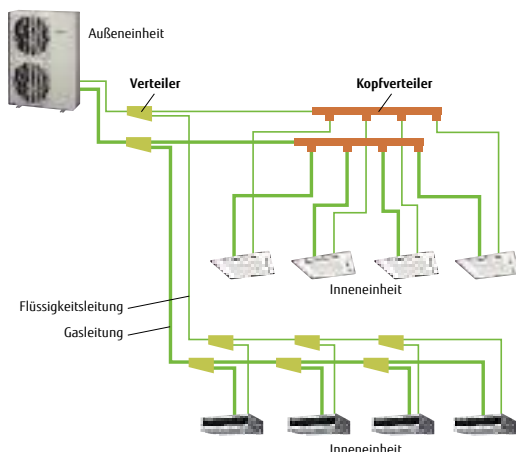 Außeneinheit
Verteiler
Kopfverteiler
Inneneinheit
Flüssigkeitsleitung
Gasleitung
Inneneinheit